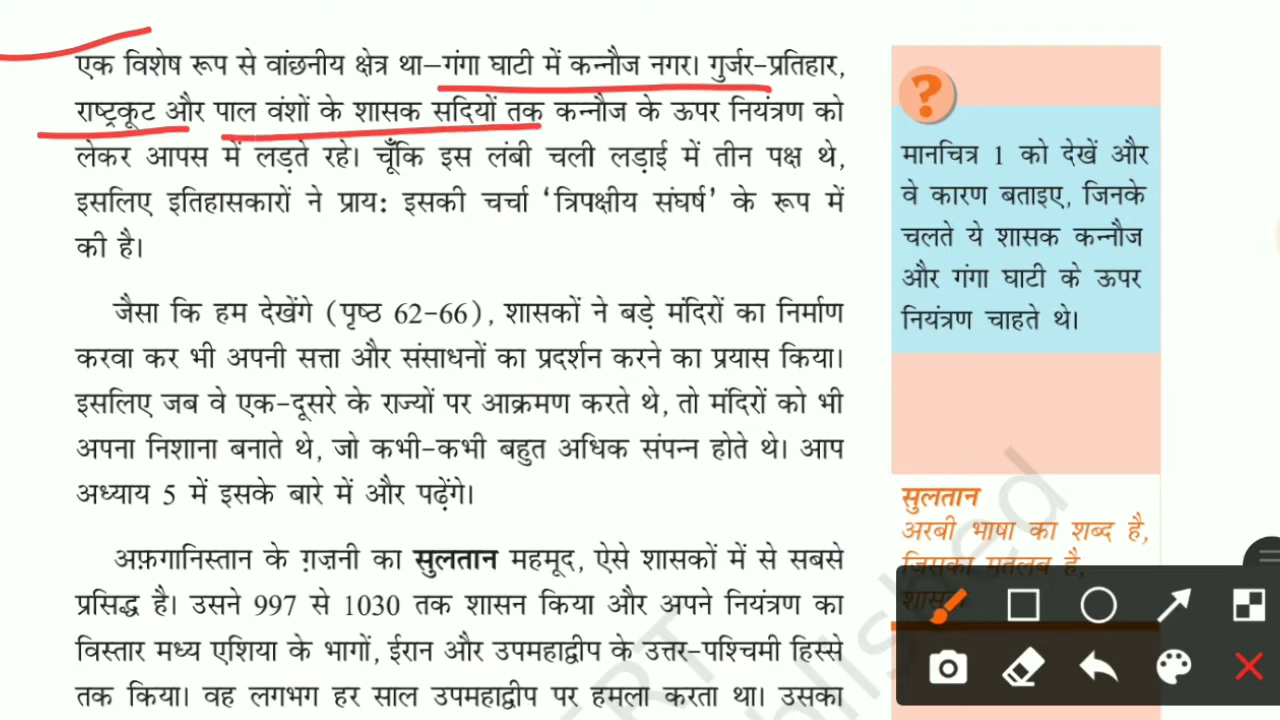 एक विशेष रूप से वांछनीय क्षेत्र था–गंगा घाटी में कन्नौज नगर। गुर्जर-प्रतिहार,
राष्ट्रकूट और पाल वंशों के शासक सदियों तक कन्नौज के ऊपर नियंत्रण को
लेकर आपस में लड़ते रहे। चूँकि इस लंबी चली लड़ाई में तीन पक्ष थे,
इसलिए इतिहासकारों ने प्राय: इसकी चर्चा ‘त्रिपक्षीय संघर्ष’ के रूप में
की है।
जैसा कि हम देखेंगे (पृष्ठ 62-66), शासकों ने बड़े मंदिरों का निर्माण
करवा कर भी अपनी सत्ता और संसाधनों का प्रदर्शन करने का प्रयास किया।
इसलिए जब वे एक-दूसरे के राज्यों पर आक्रमण करते थे, तो मंदिरों को भी
अपना निशाना बनाते थे, जो कभी-कभी बहुत अधिक संपन्न होते थे। आप
अध्याय 5 में इसके बारे में और पढ़ेंगे।
अफ़गानिस्तान के ग़ज़नी का सुलतान महमूद, ऐसे शासकों में से सबसे
प्रसिद्ध है। उसने 997 से 1030 तक शासन किया और अपने नियंत्रण का
विस्तार मध्य एशिया के भागों, ईरान और उपमहाद्वीप के उत्तर-पश्चिमी हिस्से
तक किया। वह लगभग हर साल उपमहाद्वीप पर हमला करता था। उसका
?
मानचित्र 1 को देखें और
वे कारण बताइए, जिनके
चलते ये शासक कन्नौज
और गंगा घाटी के ऊपर
नियंत्रण चाहते थे।
सुलतान
अरबी भाषा का शब्द है,
जिसका मतलब है,
शासक